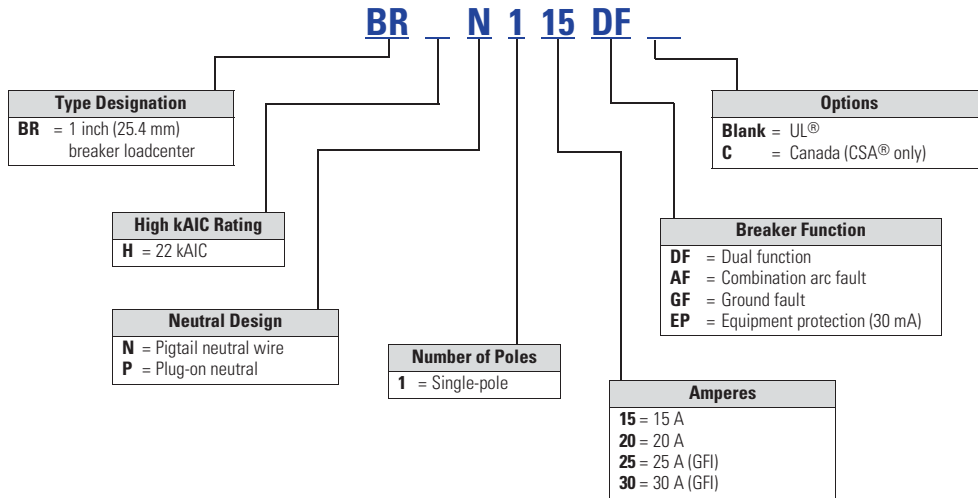 BR _ N 1 15 DF _
Type Designation
BR = 1 inch (25.4 mm)
breaker loadcenter
Options
Blank = UL®
C = Canada (CSA® only)
High kAIC Rating
H = 22 kAIC
Breaker Function
DF = Dual function
AF = Combination arc fault
GF = Ground fault
EP = Equipment protection (30 mA)
Neutral Design
N = Pigtail neutral wire
P = Plug-on neutral
Number of Poles
1 = Single-pole
Amperes
15 = 15 A
20 = 20 A
25 = 25 A (GFI)
30 = 30 A (GFI)